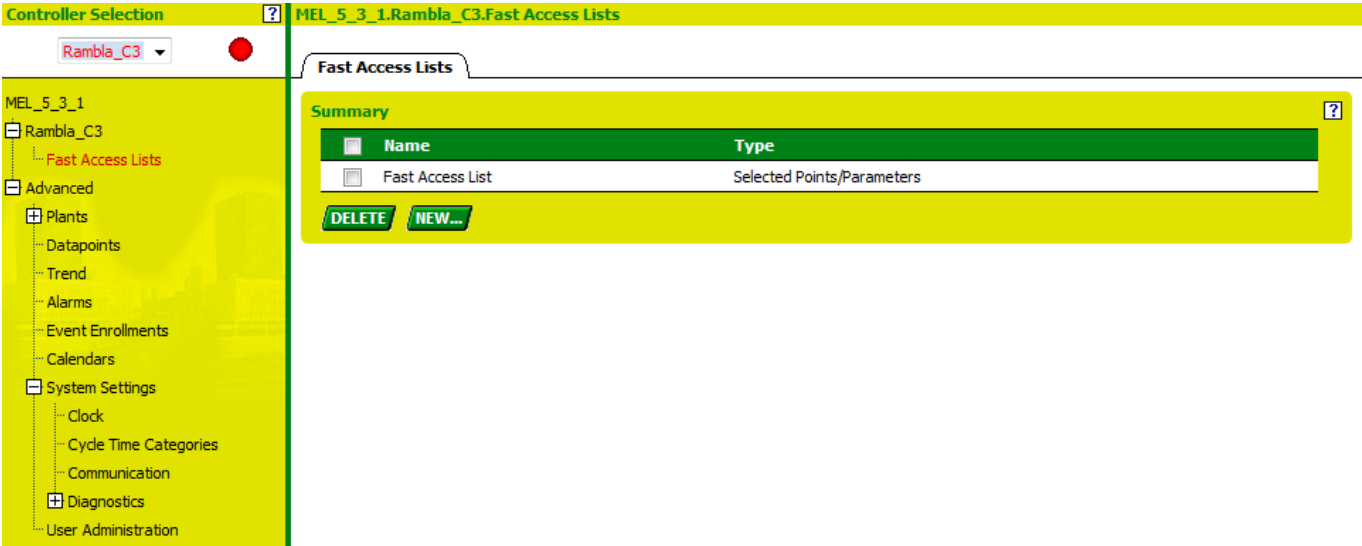 Controller Selection ?
Rambla_C3
MEL_5_3_1
Rambla_C3
Fast Access Lists
Advanced
Plants
Datapoints
Trend
Alarms
Event Enrollments
Calendars
System Settings
Clock
Cycle Time Categories
Communication
Diagnostics
User Administration
MEL_5_3_1.Rambla_C3.Fast Access Lists
Fast Access Lists
Summary ?
Name Type
Fast Access List Selected Points/Parameters
DELETE NEW...